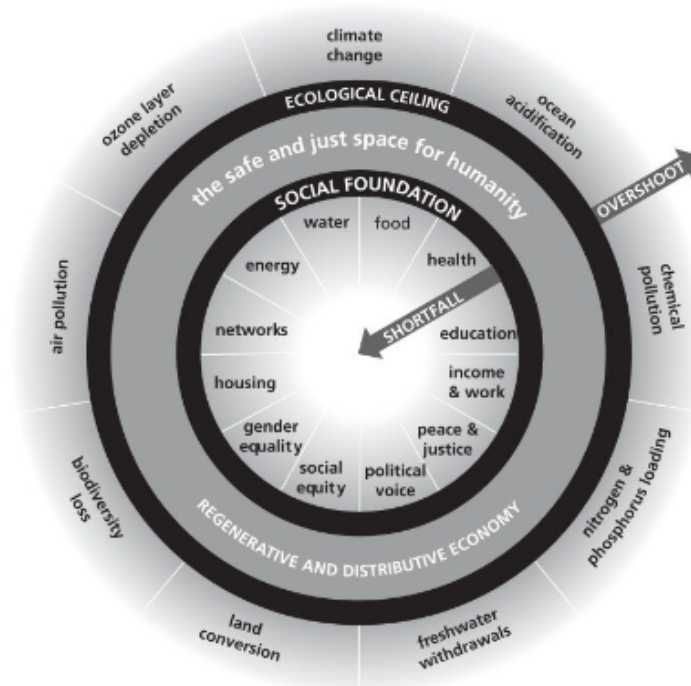 climate
change
ozone layer
depletion
ocean
acidification
ECOLOGICAL CEILING
the safe and just space for humanity
OVERSHOOT
SOCIAL FOUNDATION
water
food
energy
health
SHORTFALL
air pollution
chemical
pollution
networks
education
housing
income
& work
gender
equality
peace &
justice
social
equity
political
voice
biodiversity
loss
nitrogen &
phosphorus loading
REGENERATIVE AND DISTRIBUTIVE ECONOMY
land
conversion
freshwater
withdrawals